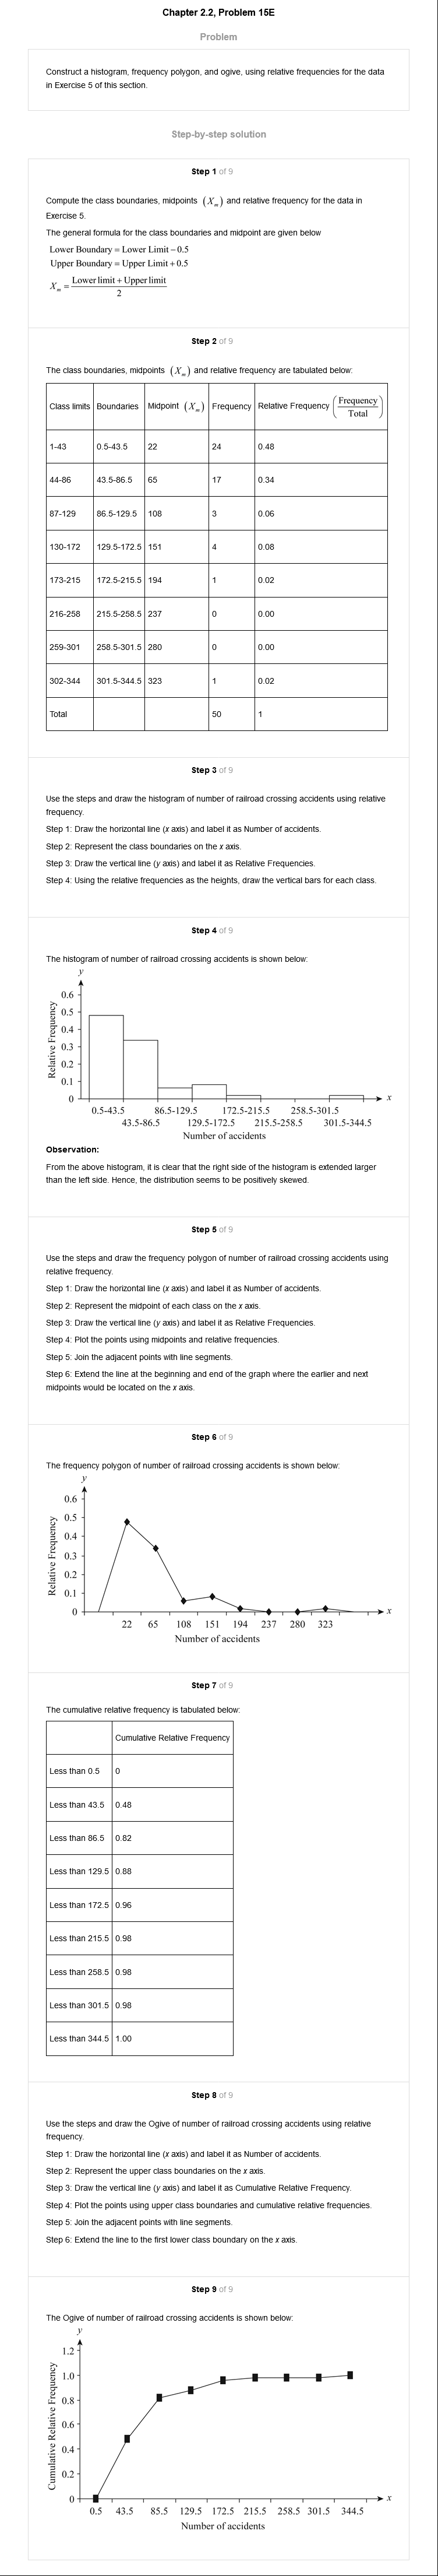 Chapter 2.2, Problem 15E
Problem
Construct a histogram, frequency polygon, and ogive, using relative frequencies for the data
in Exercise 5 of this section.
Step-by-step solution
Step 1 of 9
Compute the class boundaries, midpoints (Xₘ) and relative frequency for the data in
Exercise 5.
The general formula for the class boundaries and midpoint are given below
Lower Boundary = Lower Limit − 0.5
Upper Boundary = Upper Limit + 0.5
Xₘ = (Lower limit + Upper limit) / 2
Step 2 of 9
The class boundaries, midpoints (Xₘ) and relative frequency are tabulated below:
Class limits Boundaries Midpoint (Xₘ) Frequency Relative Frequency (Frequency / Total)
1-43 0.5-43.5 22 24 0.48
44-86 43.5-86.5 65 17 0.34
87-129 86.5-129.5 108 3 0.06
130-172 129.5-172.5 151 4 0.08
173-215 172.5-215.5 194 1 0.02
216-258 215.5-258.5 237 0 0.00
259-301 258.5-301.5 280 0 0.00
302-344 301.5-344.5 323 1 0.02
Total 50 1
Step 3 of 9
Use the steps and draw the histogram of number of railroad crossing accidents using relative
frequency.
Step 1: Draw the horizontal line (x axis) and label it as Number of accidents.
Step 2: Represent the class boundaries on the x axis.
Step 3: Draw the vertical line (y axis) and label it as Relative Frequencies.
Step 4: Using the relative frequencies as the heights, draw the vertical bars for each class.
Step 4 of 9
The histogram of number of railroad crossing accidents is shown below:
y
Relative Frequency
0.6
0.5
0.4
0.3
0.2
0.1
0
x
0.5-43.5 86.5-129.5 172.5-215.5 258.5-301.5
43.5-86.5 129.5-172.5 215.5-258.5 301.5-344.5
Number of accidents
Observation:
From the above histogram, it is clear that the right side of the histogram is extended larger
than the left side. Hence, the distribution seems to be positively skewed.
Step 5 of 9
Use the steps and draw the frequency polygon of number of railroad crossing accidents using
relative frequency.
Step 1: Draw the horizontal line (x axis) and label it as Number of accidents.
Step 2: Represent the midpoint of each class on the x axis.
Step 3: Draw the vertical line (y axis) and label it as Relative Frequencies.
Step 4: Plot the points using midpoints and relative frequencies.
Step 5: Join the adjacent points with line segments.
Step 6: Extend the line at the beginning and end of the graph where the earlier and next
midpoints would be located on the x axis.
Step 6 of 9
The frequency polygon of number of railroad crossing accidents is shown below:
y
Relative Frequency
0.6
0.5
0.4
0.3
0.2
0.1
0
x
22 65 108 151 194 237 280 323
Number of accidents
Step 7 of 9
The cumulative relative frequency is tabulated below:
Cumulative Relative Frequency
Less than 0.5 0
Less than 43.5 0.48
Less than 86.5 0.82
Less than 129.5 0.88
Less than 172.5 0.96
Less than 215.5 0.98
Less than 258.5 0.98
Less than 301.5 0.98
Less than 344.5 1.00
Step 8 of 9
Use the steps and draw the Ogive of number of railroad crossing accidents using relative
frequency.
Step 1: Draw the horizontal line (x axis) and label it as Number of accidents.
Step 2: Represent the upper class boundaries on the x axis.
Step 3: Draw the vertical line (y axis) and label it as Cumulative Relative Frequency.
Step 4: Plot the points using upper class boundaries and cumulative relative frequencies.
Step 5: Join the adjacent points with line segments.
Step 6: Extend the line to the first lower class boundary on the x axis.
Step 9 of 9
The Ogive of number of railroad crossing accidents is shown below:
y
Cumulative Relative Frequency
1.2
1.0
0.8
0.6
0.4
0.2
0
x
0.5 43.5 85.5 129.5 172.5 215.5 258.5 301.5 344.5
Number of accidents